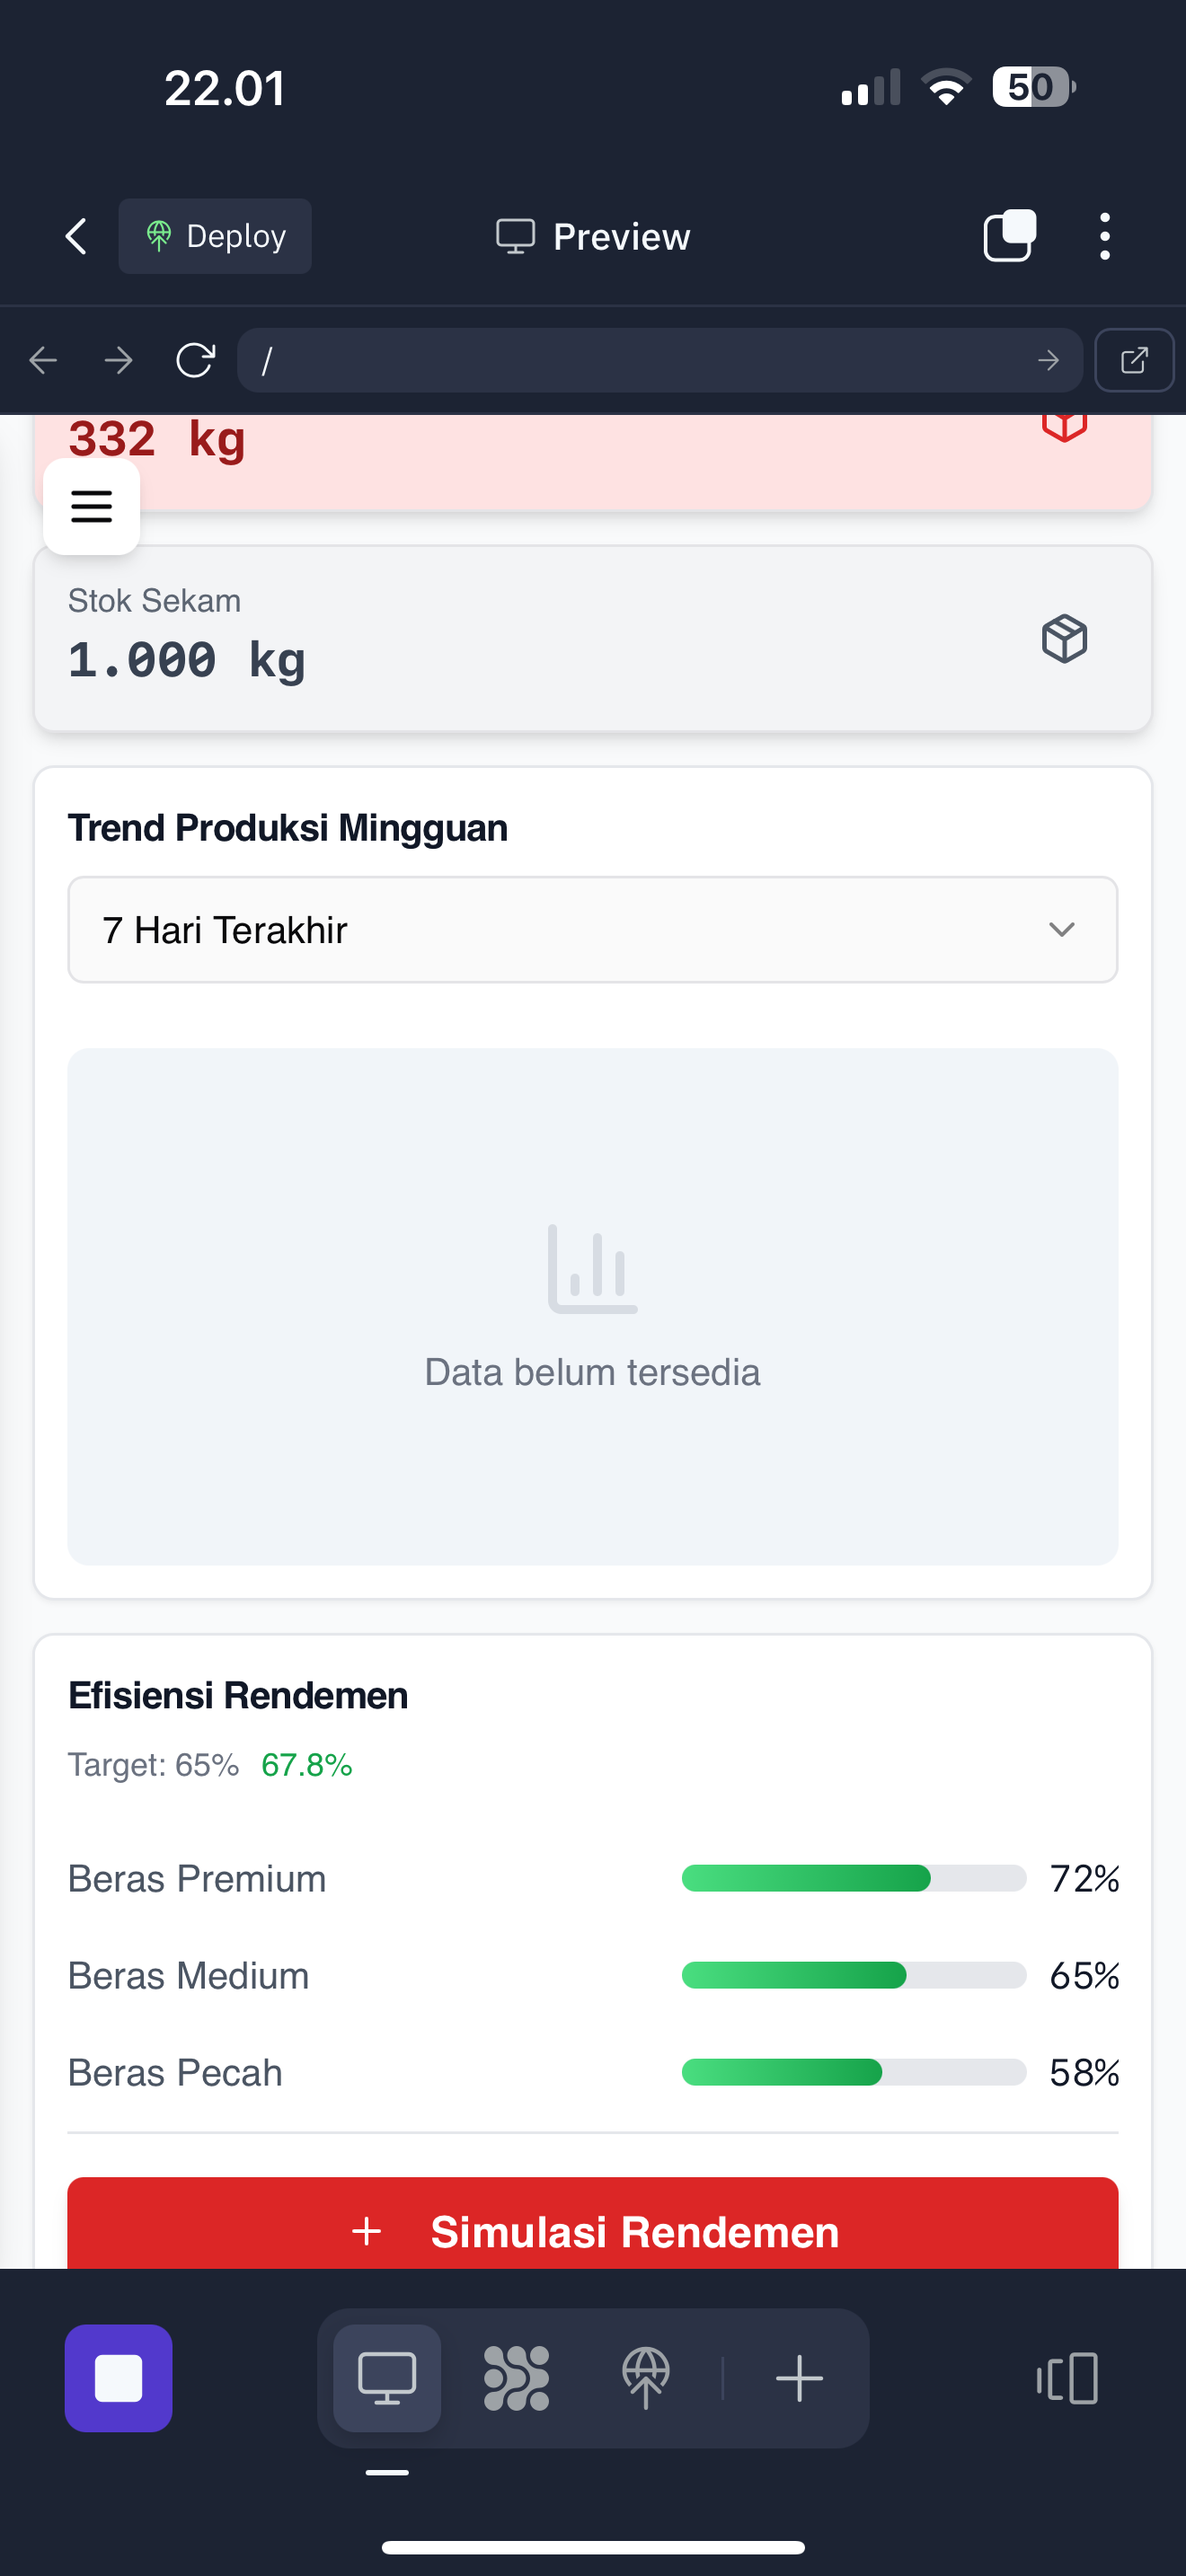 22.01
50
Deploy
Preview
/
332 kg
Stok Sekam
1.000 kg
Trend Produksi Mingguan
7 Hari Terakhir
Data belum tersedia
Efisiensi Rendemen
Target: 65% 67.8%
Beras Premium 72%
Beras Medium 65%
Beras Pecah 58%
+ Simulasi Rendemen